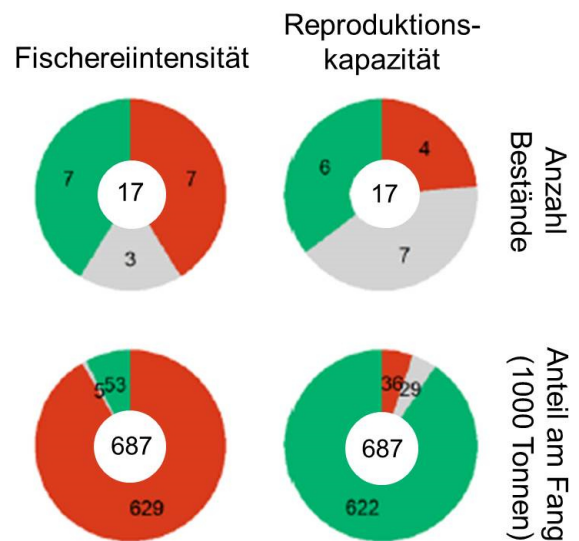 Fischereiintensität
Reproduktions-
kapazität
7
7
17
3
6
4
17
7
Anzahl
Bestände
5
53
687
629
36
29
687
622
Anteil am Fang
(1000 Tonnen)